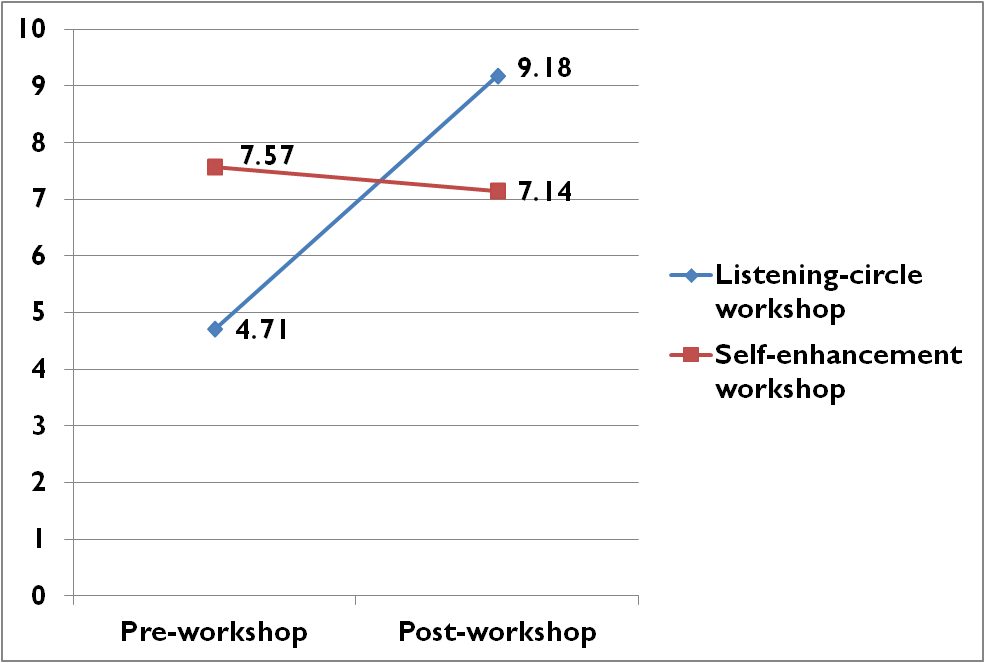 10
9
8
7
6
5
4
3
2
1
0
9.18
7.57
7.14
4.71
Pre-workshop
Post-workshop
Listening-circle
workshop
Self-enhancement
workshop